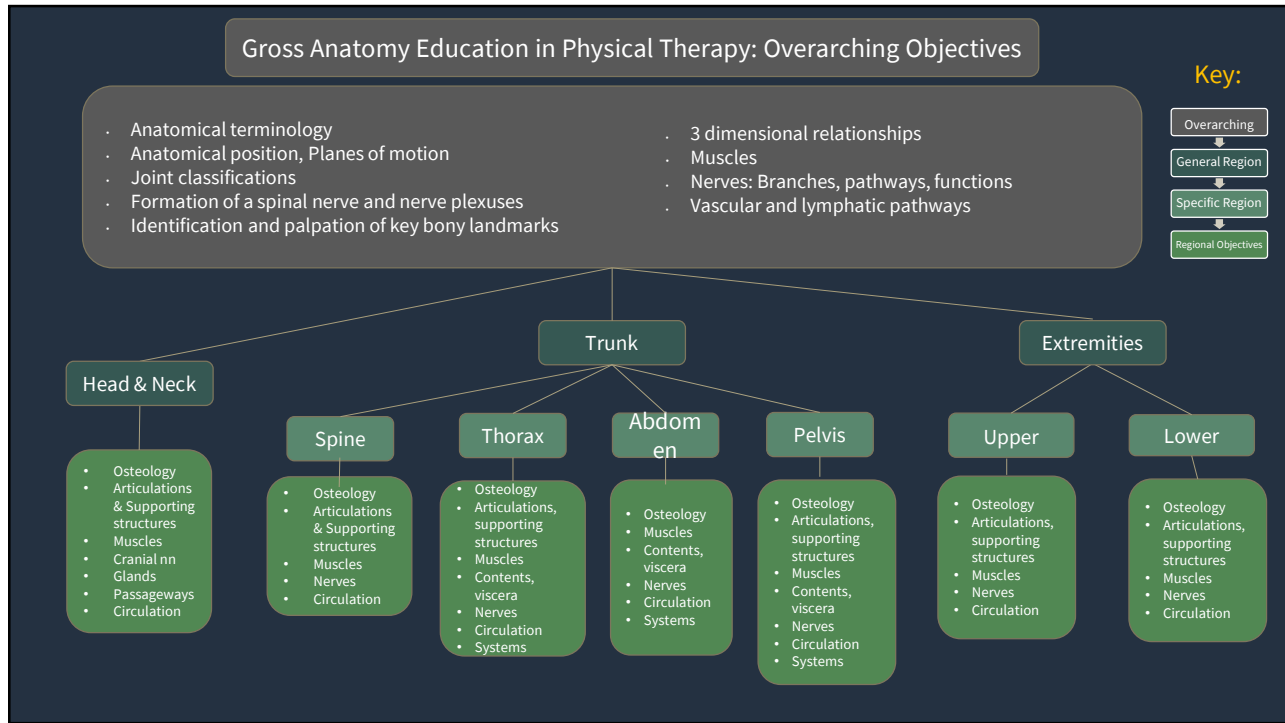 Gross Anatomy Education in Physical Therapy: Overarching Objectives
Key:
Overarching
General Region
Specific Region
Regional Objectives
• Anatomical terminology
• Anatomical position, Planes of motion
• Joint classifications
• Formation of a spinal nerve and nerve plexuses
• Identification and palpation of key bony landmarks
• 3 dimensional relationships
• Muscles
• Nerves: Branches, pathways, functions
• Vascular and lymphatic pathways
Head & Neck
• Osteology
• Articulations
& Supporting
structures
• Muscles
• Cranial nn
• Glands
• Passageways
• Circulation
Trunk
Spine
• Osteology
• Articulations
& Supporting
structures
• Muscles
• Nerves
• Circulation
Thorax
• Osteology
• Articulations,
supporting
structures
• Muscles
• Contents,
viscera
• Nerves
• Circulation
• Systems
Abdom
en
• Osteology
• Muscles
• Contents,
viscera
• Nerves
• Circulation
• Systems
Pelvis
• Osteology
• Articulations,
supporting
structures
• Muscles
• Contents,
viscera
• Nerves
• Circulation
• Systems
Extremities
Upper
• Osteology
• Articulations,
supporting
structures
• Muscles
• Nerves
• Circulation
Lower
• Osteology
• Articulations,
supporting
structures
• Muscles
• Nerves
• Circulation